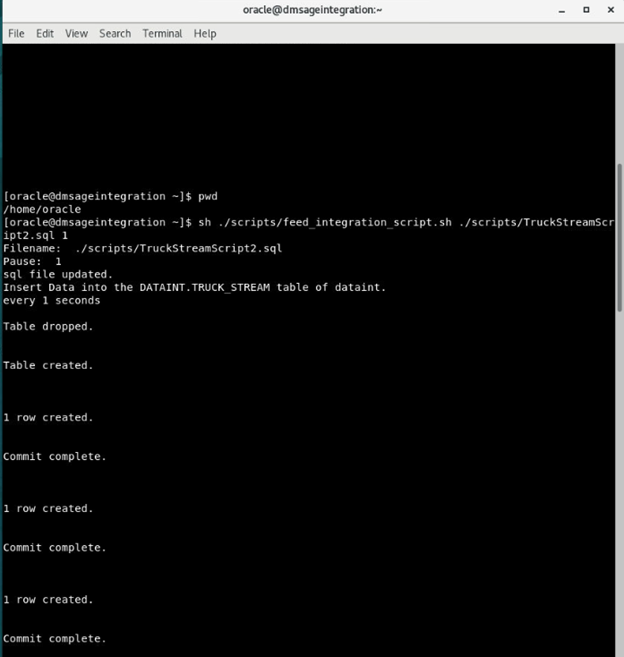 oracle@dmsageintegration:~
File Edit View Search Terminal Help
[oracle@dmsageintegration ~]$ pwd
/home/oracle
[oracle@dmsageintegration ~]$ sh ./scripts/feed_integration_script.sh ./scripts/TruckStreamScr
ipt2.sql 1
Filename:  ./scripts/TruckStreamScript2.sql
Pause:  1
sql file updated.
Insert Data into the DATAINT.TRUCK_STREAM table of dataint.
every 1 seconds
Table dropped.
Table created.
1 row created.
Commit complete.
1 row created.
Commit complete.
1 row created.
Commit complete.